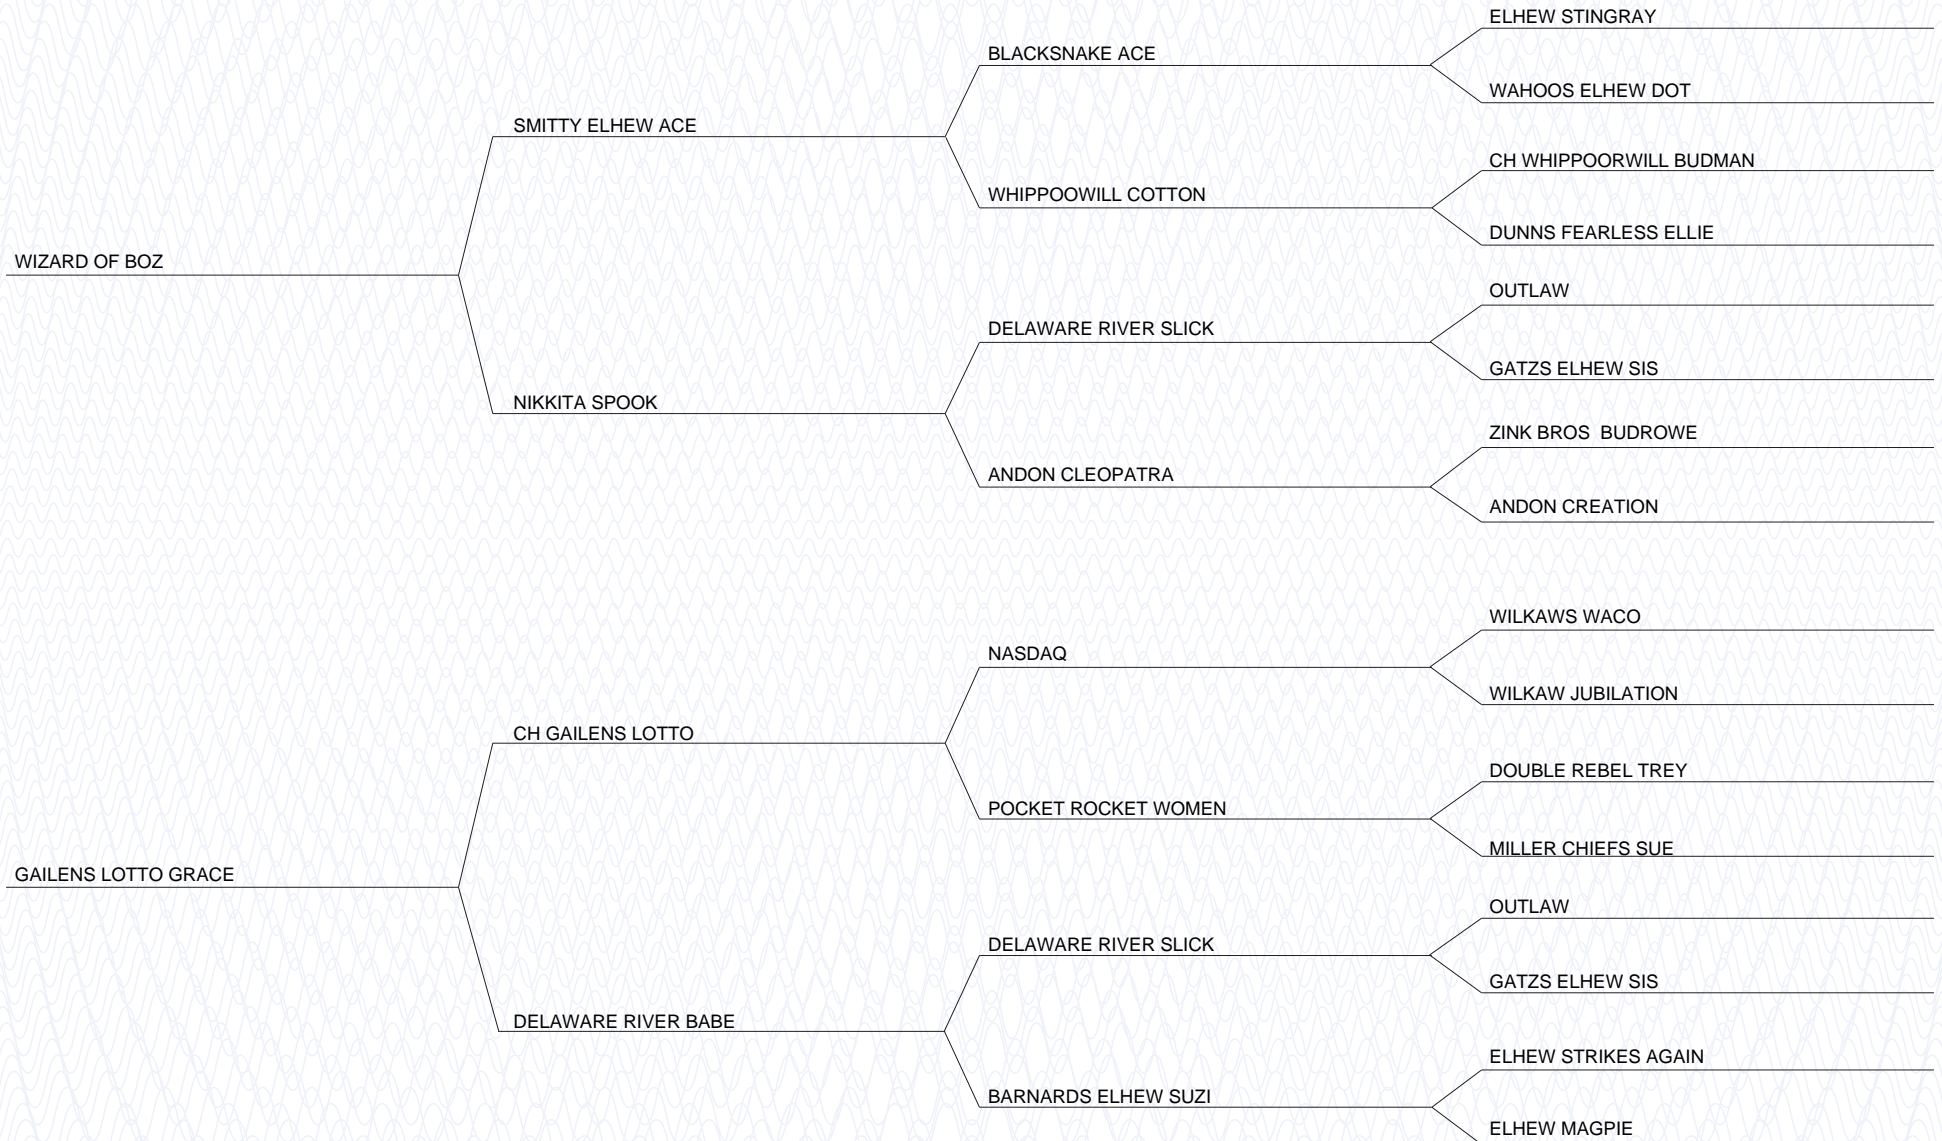 ELHEW STINGRAY
BLACKSNAKE ACE
WAHOOS ELHEW DOT
SMITTY ELHEW ACE
CH WHIPPOORWILL BUDMAN
WHIPPOOWILL COTTON
DUNNS FEARLESS ELLIE
WIZARD OF BOZ
OUTLAW
DELAWARE RIVER SLICK
GATZS ELHEW SIS
NIKKITA SPOOK
ZINK BROS  BUDROWE
ANDON CLEOPATRA
ANDON CREATION
WILKAWS WACO
NASDAQ
WILKAW JUBILATION
CH GAILENS LOTTO
DOUBLE REBEL TREY
POCKET ROCKET WOMEN
MILLER CHIEFS SUE
GAILENS LOTTO GRACE
OUTLAW
DELAWARE RIVER SLICK
GATZS ELHEW SIS
DELAWARE RIVER BABE
ELHEW STRIKES AGAIN
BARNARDS ELHEW SUZI
ELHEW MAGPIE